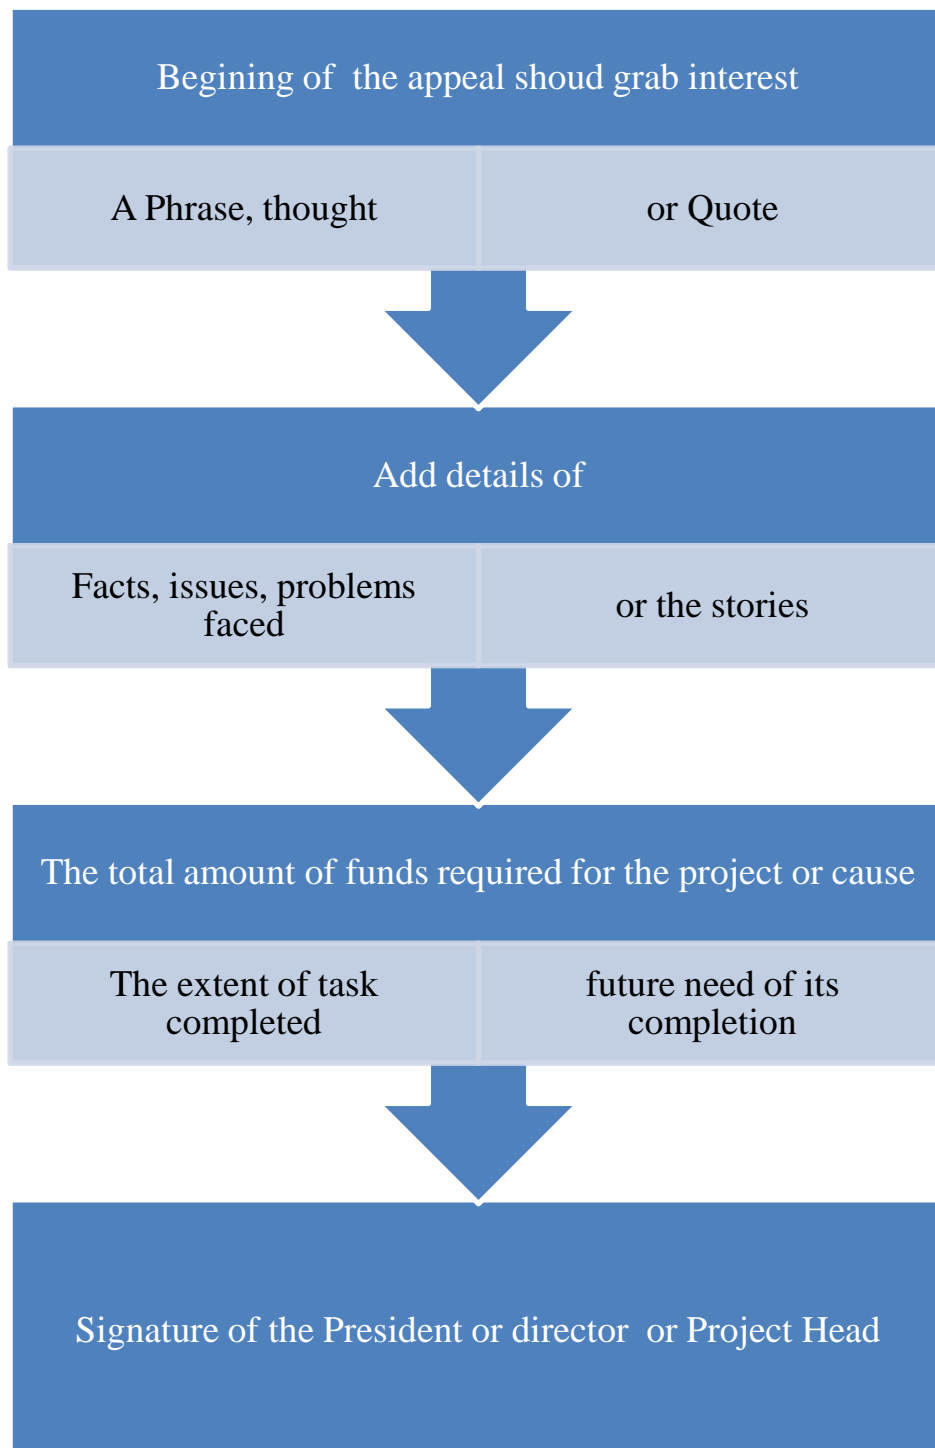 Begining of the appeal shoud grab interest
A Phrase, thought
or Quote
Add details of
Facts, issues, problems
faced
or the stories
The total amount of funds required for the project or cause
The extent of task
completed
future need of its
completion
Signature of the President or director or Project Head